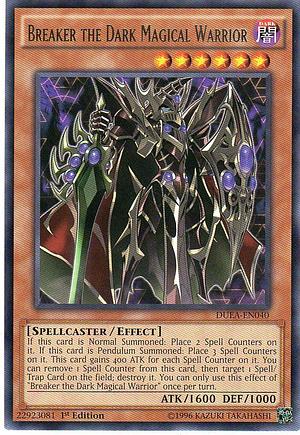 BREAKER THE DARK MAGICAL WARRIOR
DARK
闇
DUEA-EN040
[SPELLCASTER / EFFECT]
If this card is Normal Summoned: Place 2 Spell Counters
on it. If this card is Pendulum Summoned: Place 3 Spell Counters
on it. This card gains 400 ATK for each Spell Counter on it. You
can remove 1 Spell Counter from this card, then target 1 Spell/
Trap Card on the field; destroy it. You can only use this effect of
"Breaker the Dark Magical Warrior" once per turn.
ATK/1600 DEF/1000
22923081 1st Edition ©1996 KAZUKI TAKAHASHI